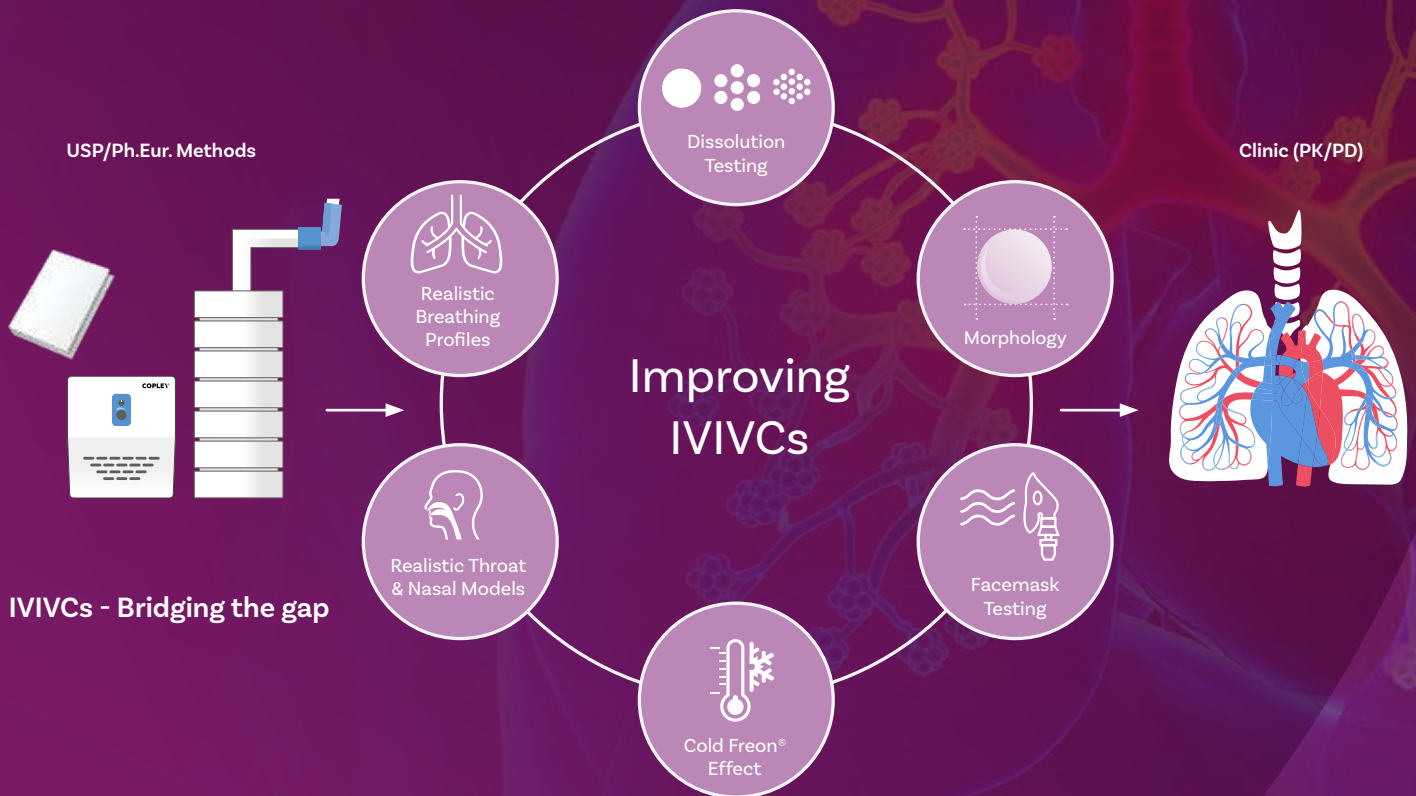 USP/Ph.Eur. Methods
COPLEY
IVIVCs - Bridging the gap
Dissolution
Testing
Realistic
Breathing
Profiles
Morphology
Improving
IVIVCs
Realistic Throat
& Nasal Models
Facemask
Testing
Cold Freon®
Effect
Clinic (PK/PD)